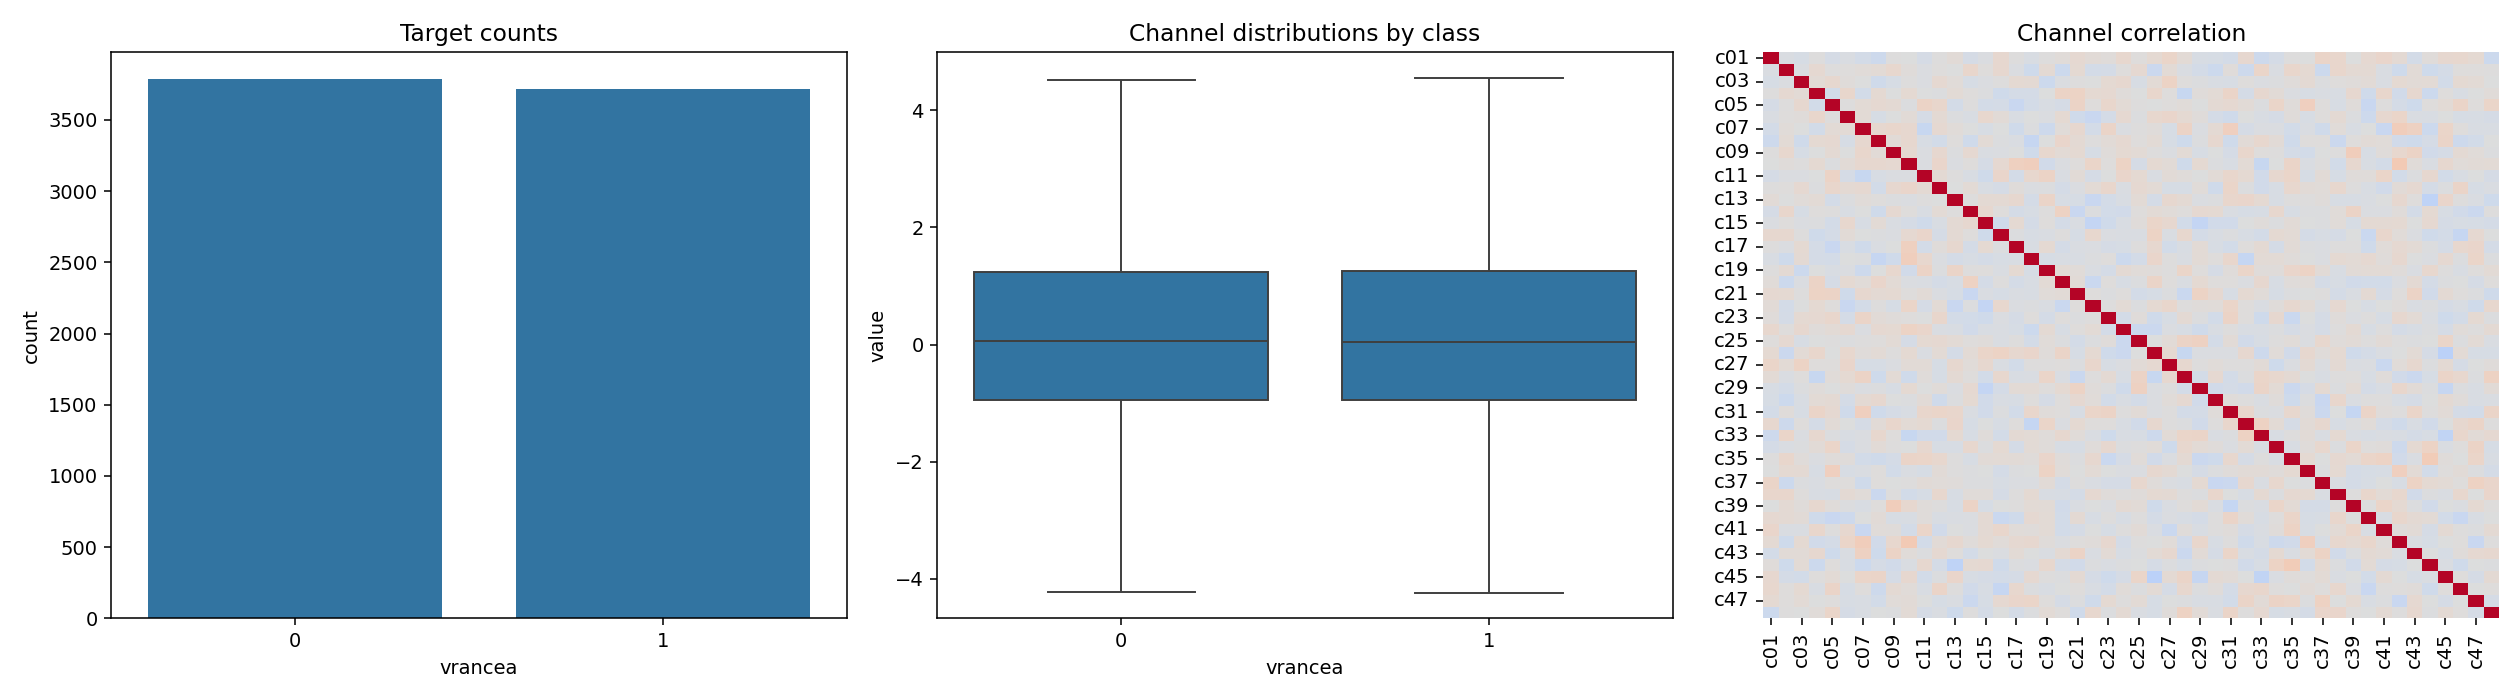 Target counts
3500
3000
2500
2000
1500
1000
500
0
count
0 1
vrancea
Channel distributions by class
4
2
0
−2
−4
value
0 1
vrancea
Channel correlation
c01
c03
c05
c07
c09
c11
c13
c15
c17
c19
c21
c23
c25
c27
c29
c31
c33
c35
c37
c39
c41
c43
c45
c47
c01 c03 c05 c07 c09 c11 c13 c15 c17 c19 c21 c23 c25 c27 c29 c31 c33 c35 c37 c39 c41 c43 c45 c47